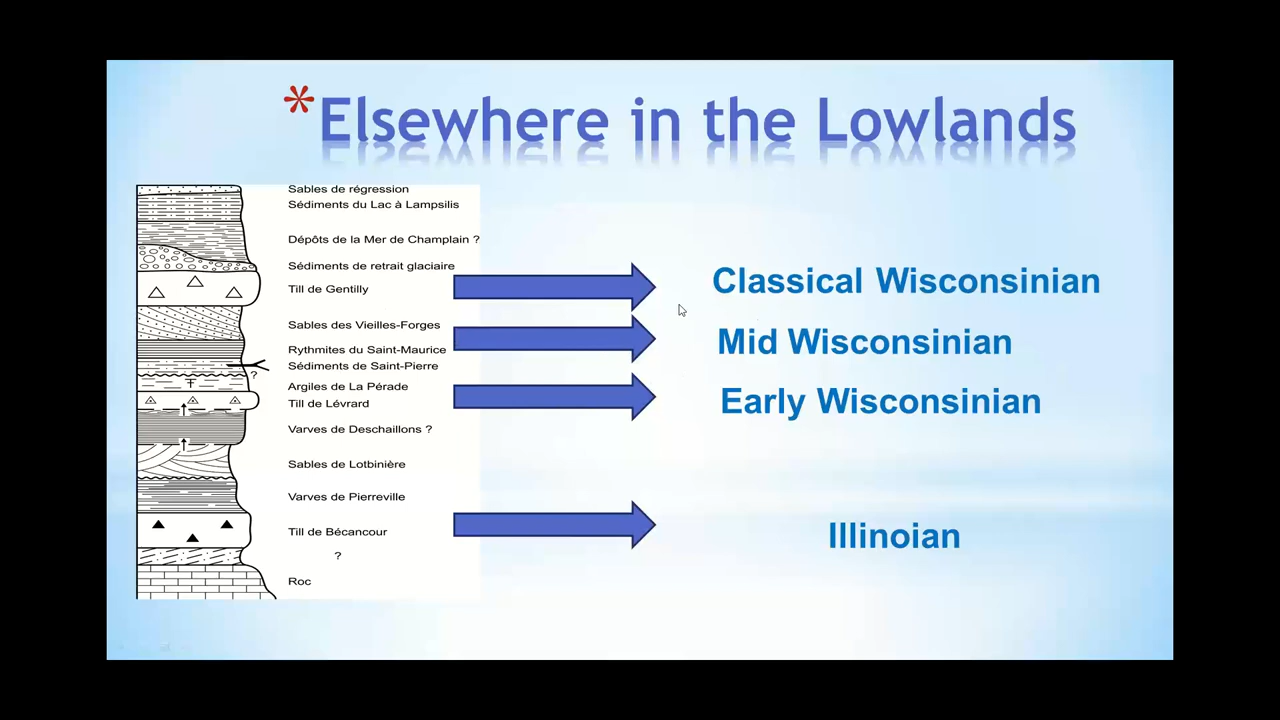 *Elsewhere in the Lowlands
Sables de régression
Sédiments du Lac à Lampsilis
Dépôts de la Mer de Champlain ?
Sédiments de retrait glaciaire
Till de Gentilly
Classical Wisconsinian
Sables des Vieilles-Forges
Mid Wisconsinian
Rythmites du Saint-Maurice
Sédiments de Saint-Pierre
?
Argiles de La Pérade
Till de Lévrard
Early Wisconsinian
Varves de Deschaillons ?
Sables de Lotbinière
Varves de Pierreville
Till de Bécancour
Illinoian
?
Roc